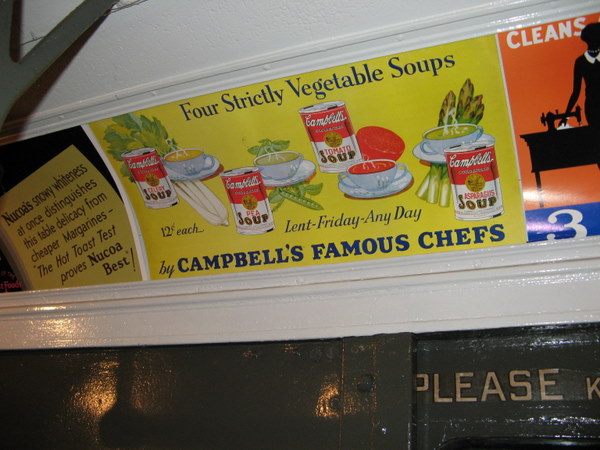 Nucoa's snowy whiteness
at once distinguishes
this table delicacy from
cheaper Margarines-
"The Hot Toast Test
proves Nucoa
Best"!
Four Strictly Vegetable Soups
Campbell's
CELERY
SOUP
Campbell's
PEA
SOUP
Campbell's
TOMATO
SOUP
Campbell's
ASPARAGUS
SOUP
12¢ each...
Lent-Friday-Any Day
by CAMPBELL'S FAMOUS CHEFS
CLEANS
3
PLEASE K